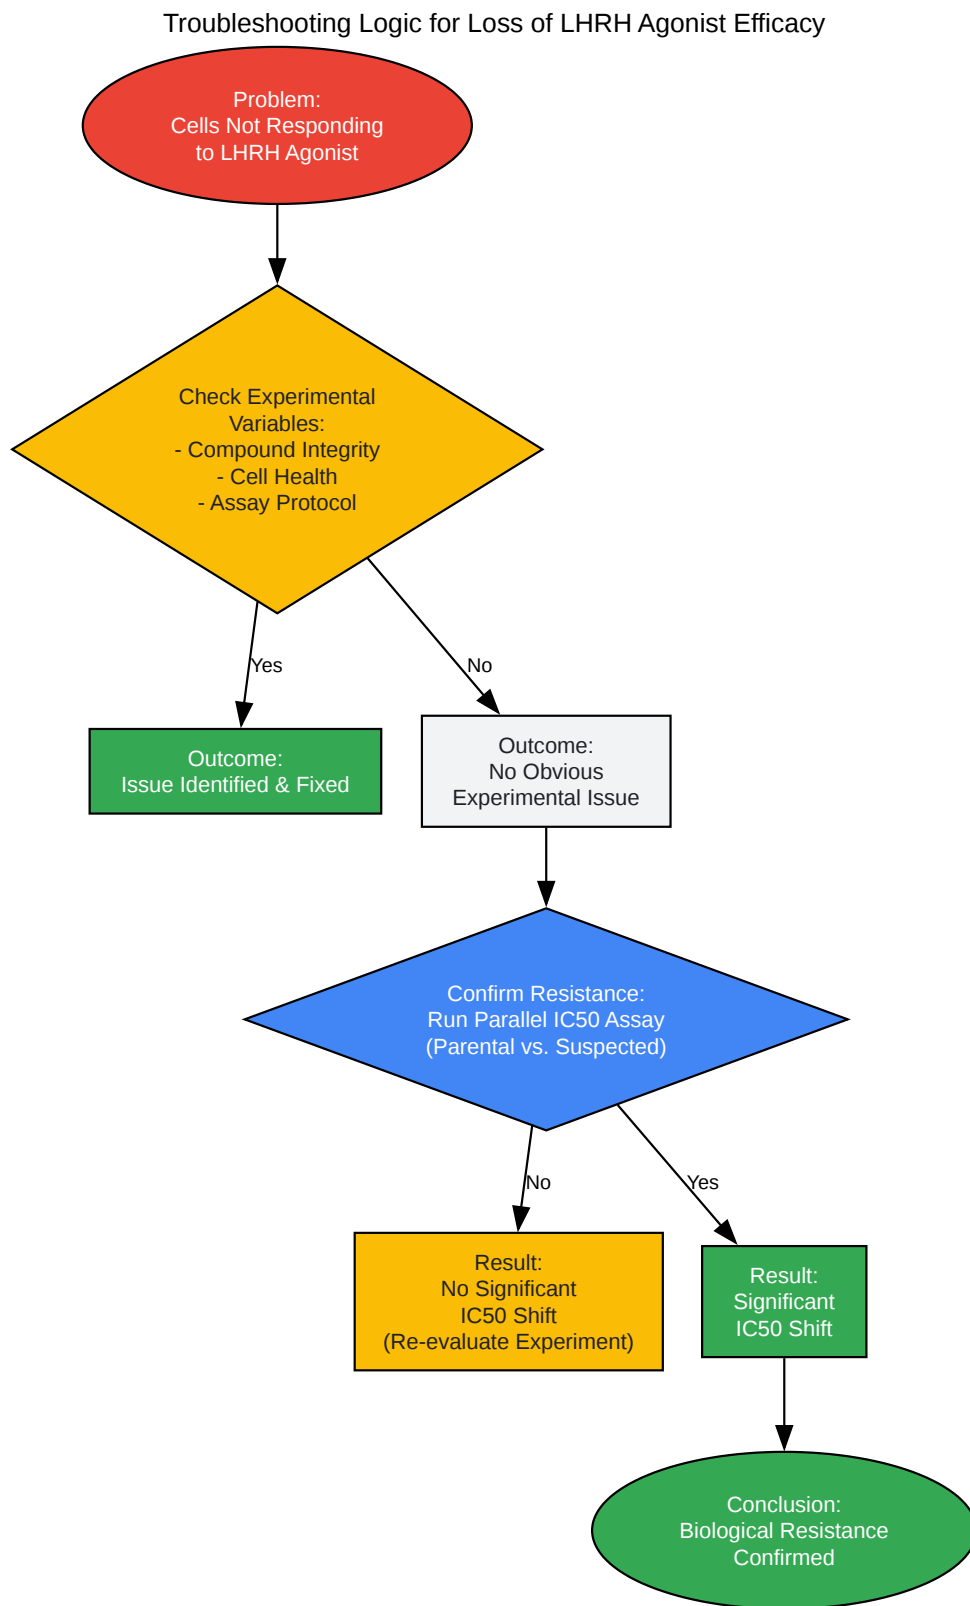 Troubleshooting Logic for Loss of LHRH Agonist Efficacy
Problem:
Cells Not Responding
to LHRH Agonist
Check Experimental
Variables:
- Compound Integrity
- Cell Health
- Assay Protocol
Yes
No
Outcome:
Issue Identified & Fixed
Outcome:
No Obvious
Experimental Issue
Confirm Resistance:
Run Parallel IC50 Assay
(Parental vs. Suspected)
No
Yes
Result:
No Significant
IC50 Shift
(Re-evaluate Experiment)
Result:
Significant
IC50 Shift
Conclusion:
Biological Resistance
Confirmed